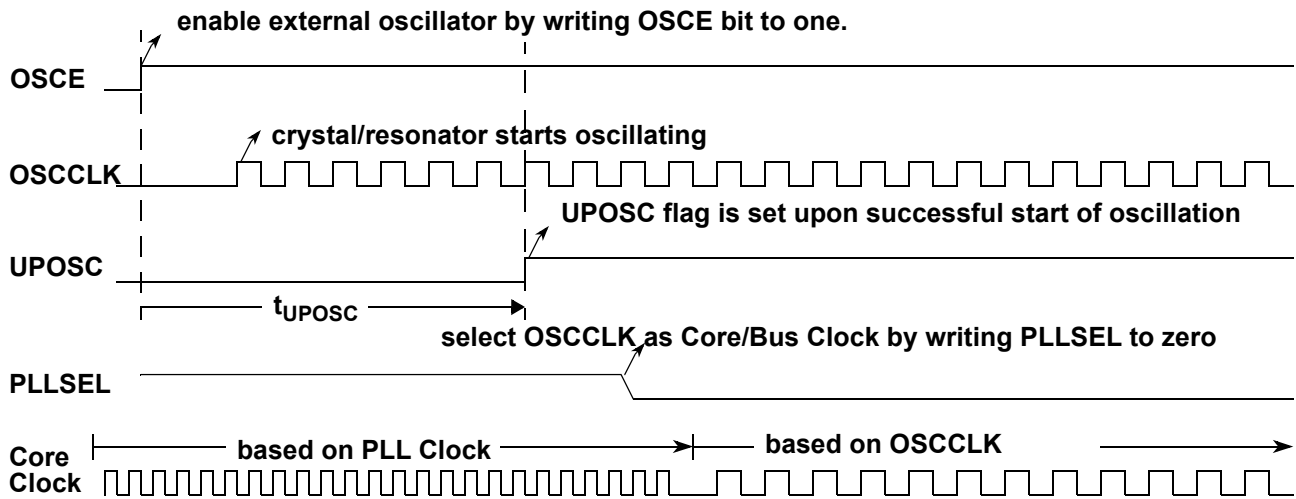 enable external oscillator by writing OSCE bit to one.
OSCE
crystal/resonator starts oscillating
OSCCLK
UPOSC flag is set upon successful start of oscillation
UPOSC
tUPOSC
select OSCCLK as Core/Bus Clock by writing PLLSEL to zero
PLLSEL
based on PLL Clock
based on OSCCLK
Core
Clock